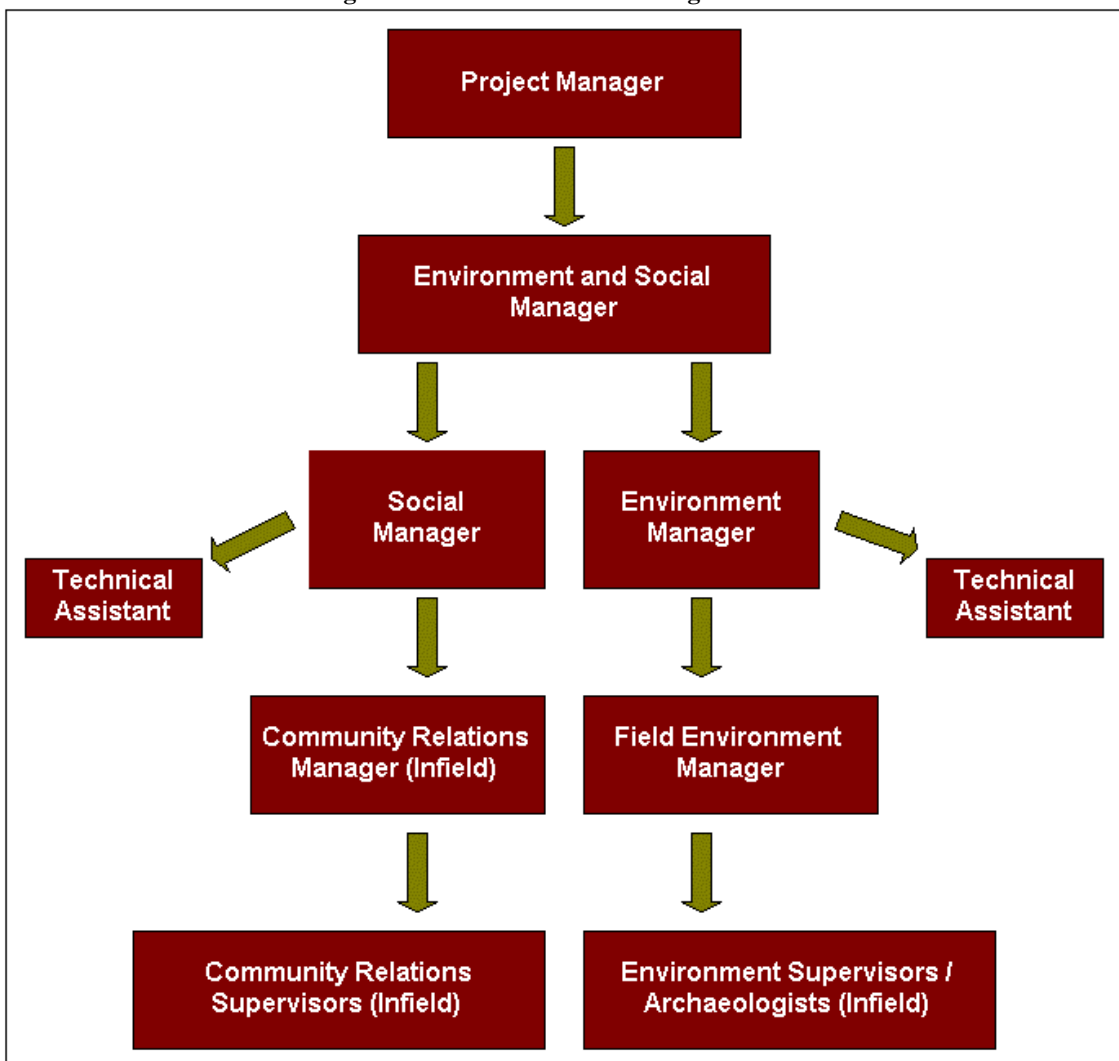 Project Manager
Environment and Social
Manager
Social
Manager
Environment
Manager
Technical
Assistant
Technical
Assistant
Community Relations
Manager (Infield)
Field Environment
Manager
Community Relations
Supervisors (Infield)
Environment Supervisors /
Archaeologists (Infield)